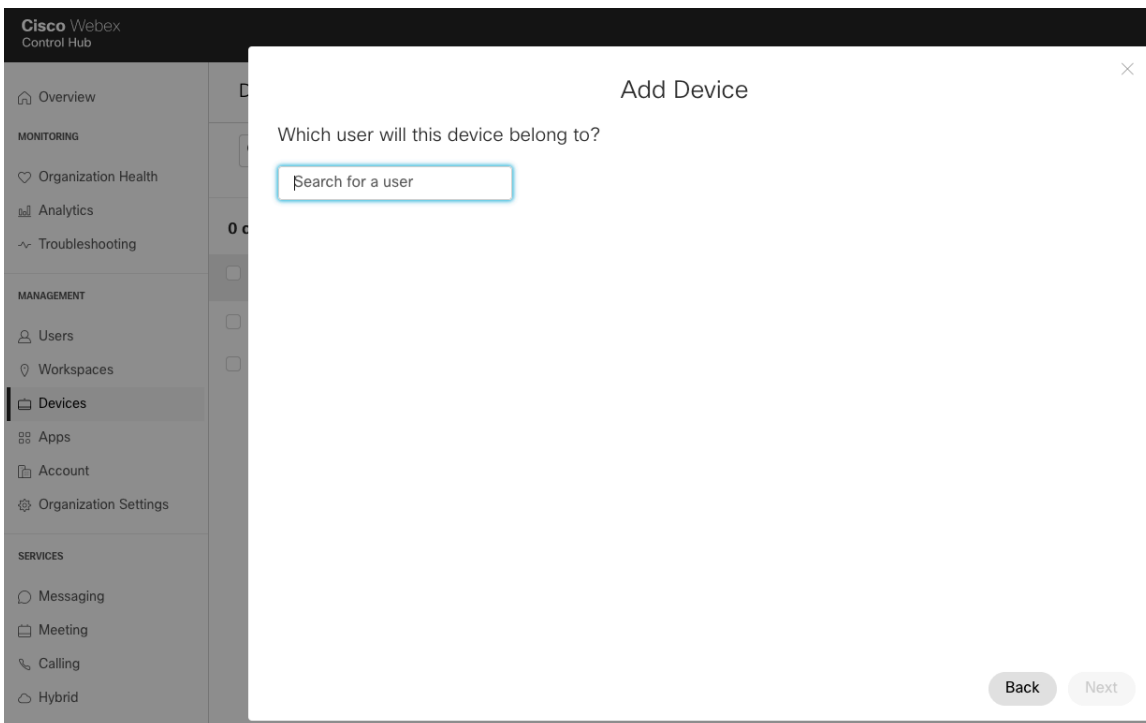 Cisco Webex
Control Hub
Overview
MONITORING
Organization Health
Analytics
Troubleshooting
MANAGEMENT
Users
Workspaces
Devices
Apps
Account
Organization Settings
SERVICES
Messaging
Meeting
Calling
Hybrid
D
0 o
Add Device
Which user will this device belong to?
Search for a user
Back
Next